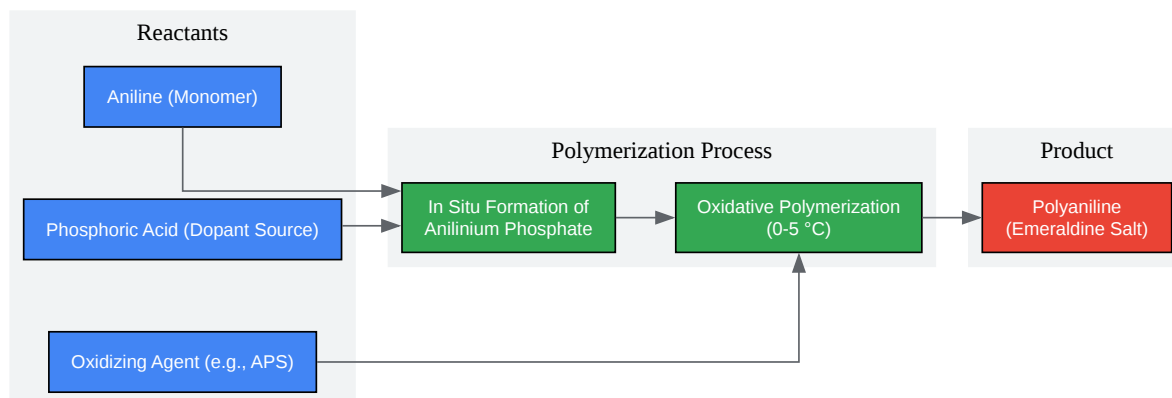 Reactants
Aniline (Monomer)
Phosphoric Acid (Dopant Source)
Oxidizing Agent (e.g., APS)
Polymerization Process
In Situ Formation of
Anilinium Phosphate
Oxidative Polymerization
(0-5 °C)
Product
Polyaniline
(Emeraldine Salt)